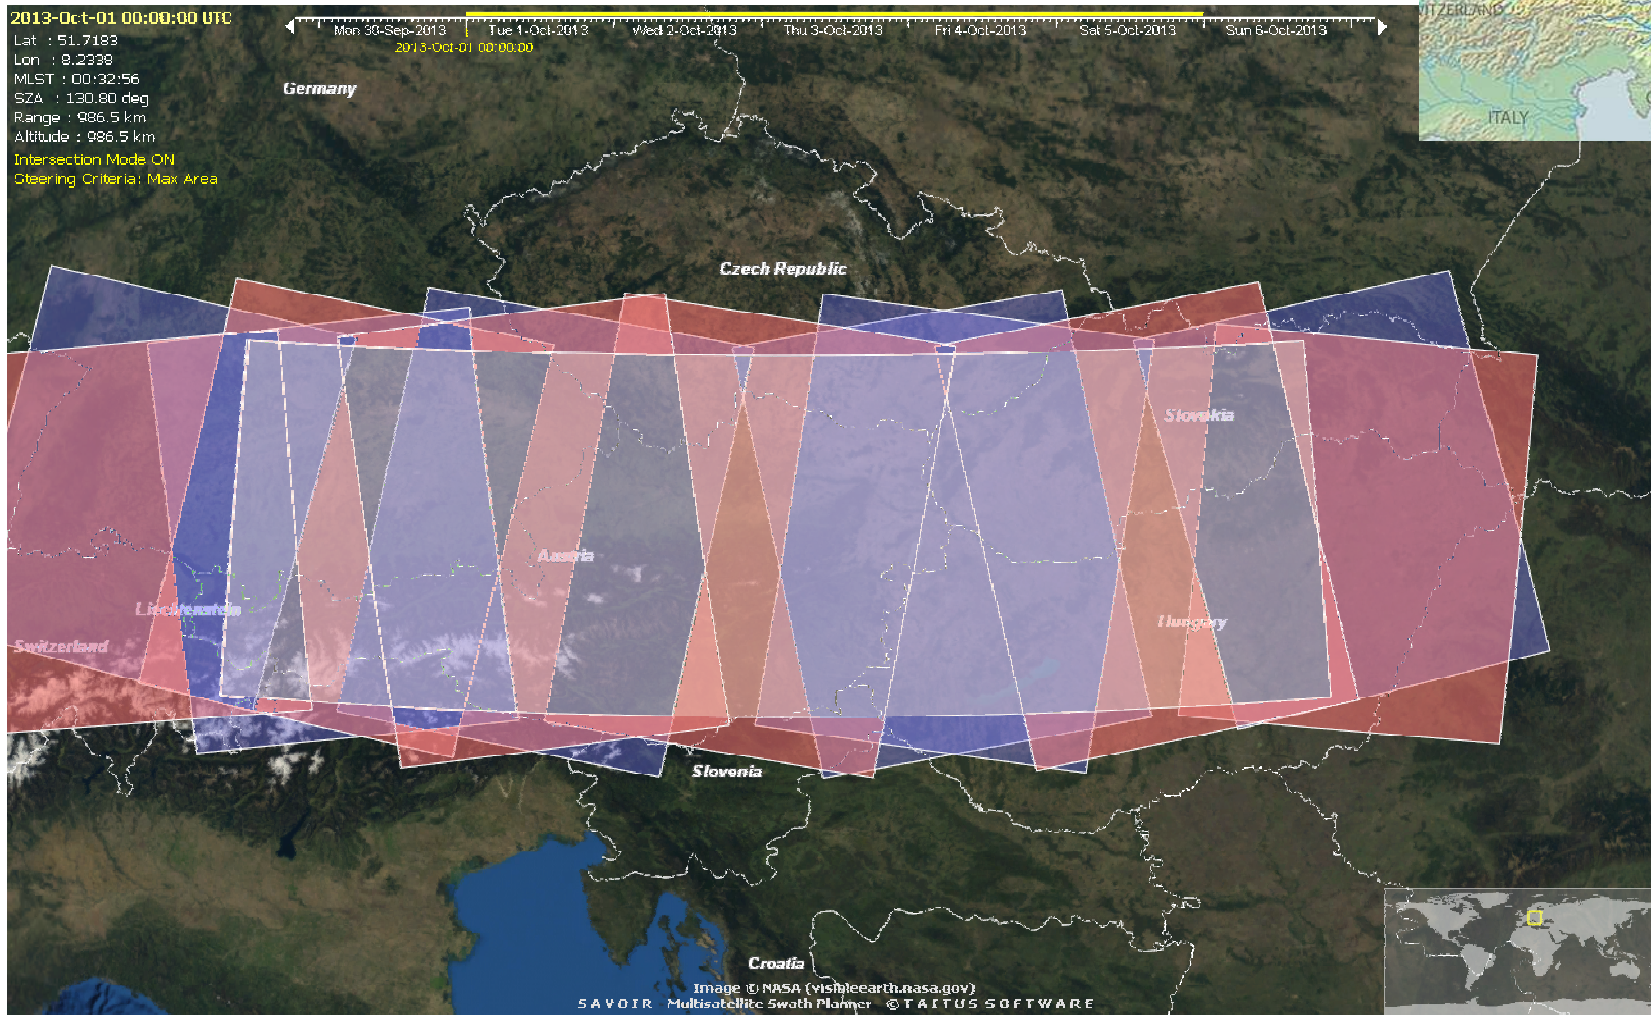 2013-Oct-01 00:00:00 UTC
Lat : 51.7183
Lon : 8.2338
MLST : 00:32:56
SZA : 130.80 deg
Range : 986.5 km
Altitude : 986.5 km
Intersection Mode ON
Steering Criteria: Max Area
Mon 30-Sep-2013 Tue 1-Oct-2013 Wed 2-Oct-2013 Thu 3-Oct-2013 Fri 4-Oct-2013 Sat 5-Oct-2013 Sun 6-Oct-2013
2013-Oct-01 00:00:00
ITALY
Germany
Czech Republic
Slovakia
Austria
Liechtenstein
Hungary
Switzerland
Slovenia
Croatia
Image © NASA (visibleearth.nasa.gov)
SAVOIR Multisatellite Swath Planner © TAITUS SOFTWARE